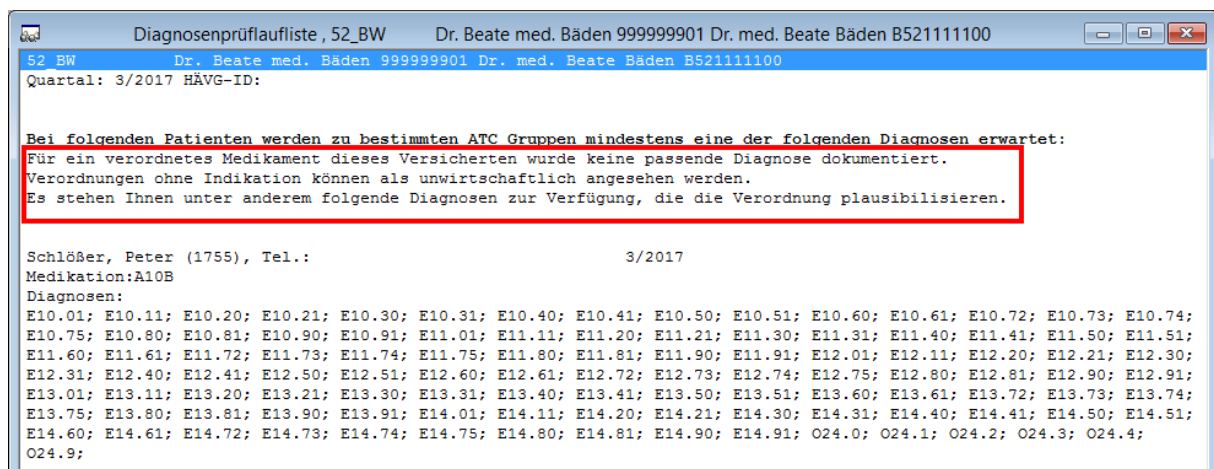 Diagnosenprüflaufliste , 52_BW Dr. Beate med. Bäden 999999901 Dr. med. Beate Bäden B521111100
52_BW Dr. Beate med. Bäden 999999901 Dr. med. Beate Bäden B521111100
Quartal: 3/2017 HÄVG-ID:
Bei folgenden Patienten werden zu bestimmten ATC Gruppen mindestens eine der folgenden Diagnosen erwartet:
Für ein verordnetes Medikament dieses Versicherten wurde keine passende Diagnose dokumentiert.
Verordnungen ohne Indikation können als unwirtschaftlich angesehen werden.
Es stehen Ihnen unter anderem folgende Diagnosen zur Verfügung, die die Verordnung plausibilisieren.
Schlößer, Peter (1755), Tel.: 3/2017
Medikation:A10B
Diagnosen:
E10.01; E10.11; E10.20; E10.21; E10.30; E10.31; E10.40; E10.41; E10.50; E10.51; E10.60; E10.61; E10.72; E10.73; E10.74;
E10.75; E10.80; E10.81; E10.90; E10.91; E11.01; E11.11; E11.20; E11.21; E11.30; E11.31; E11.40; E11.41; E11.50; E11.51;
E11.60; E11.61; E11.72; E11.73; E11.74; E11.75; E11.80; E11.81; E11.90; E11.91; E12.01; E12.11; E12.20; E12.21; E12.30;
E12.31; E12.40; E12.41; E12.50; E12.51; E12.60; E12.61; E12.72; E12.73; E12.74; E12.75; E12.80; E12.81; E12.90; E12.91;
E13.01; E13.11; E13.20; E13.21; E13.30; E13.31; E13.40; E13.41; E13.50; E13.51; E13.60; E13.61; E13.72; E13.73; E13.74;
E13.75; E13.80; E13.81; E13.90; E13.91; E14.01; E14.11; E14.20; E14.21; E14.30; E14.31; E14.40; E14.41; E14.50; E14.51;
E14.60; E14.61; E14.72; E14.73; E14.74; E14.75; E14.80; E14.81; E14.90; E14.91; O24.0; O24.1; O24.2; O24.3; O24.4;
O24.9;